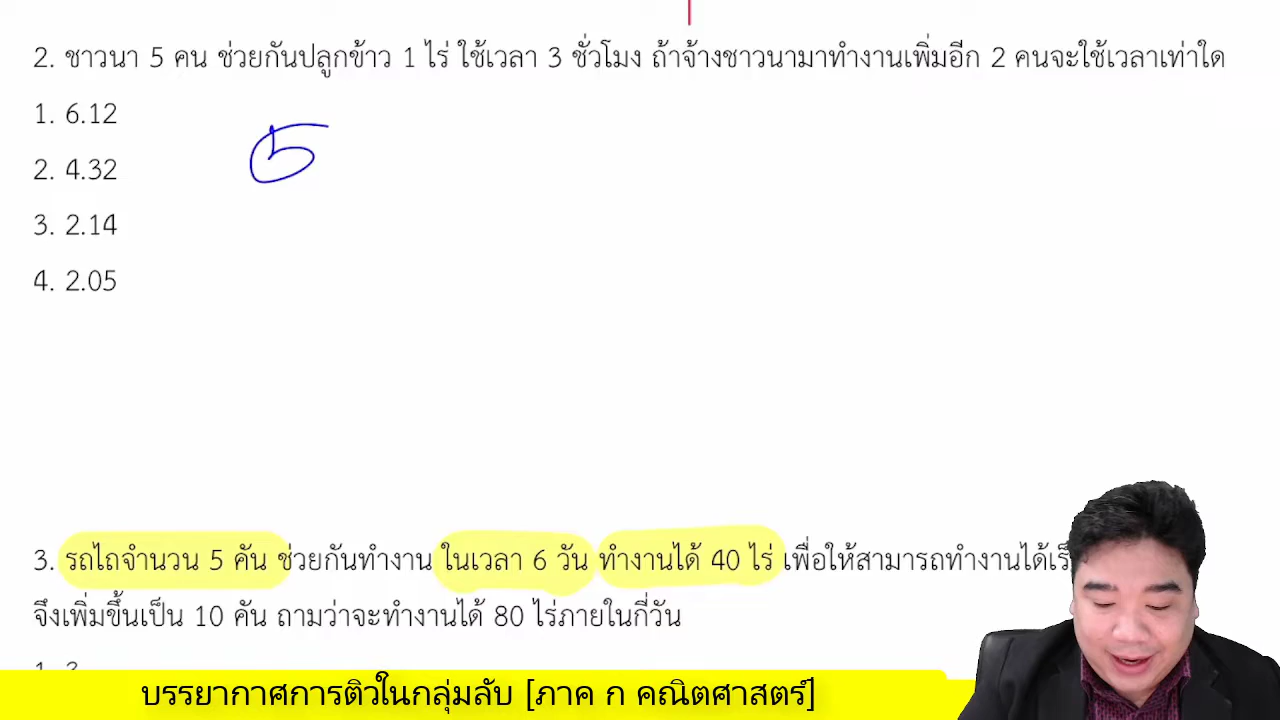 2. ชาวนา 5 คน ช่วยกันปลูกข้าว 1 ไร่ ใช้เวลา 3 ชั่วโมง ถ้าจ้างชาวนามาทำงานเพิ่มอีก 2 คนจะใช้เวลาเท่าใด
1. 6.12
5
2. 4.32
3. 2.14
4. 2.05
3. รถไถจำนวน 5 คัน ช่วยกันทำงาน ในเวลา 6 วัน ทำงานได้ 40 ไร่ เพื่อให้สามารถทำงานได้
จึงเพิ่มขึ้นเป็น 10 คัน ถามว่าจะทำงานได้ 80 ไร่ภายในกี่วัน
บรรยากาศการติวในกลุ่มลับ [ภาค ก คณิตศาสตร์]